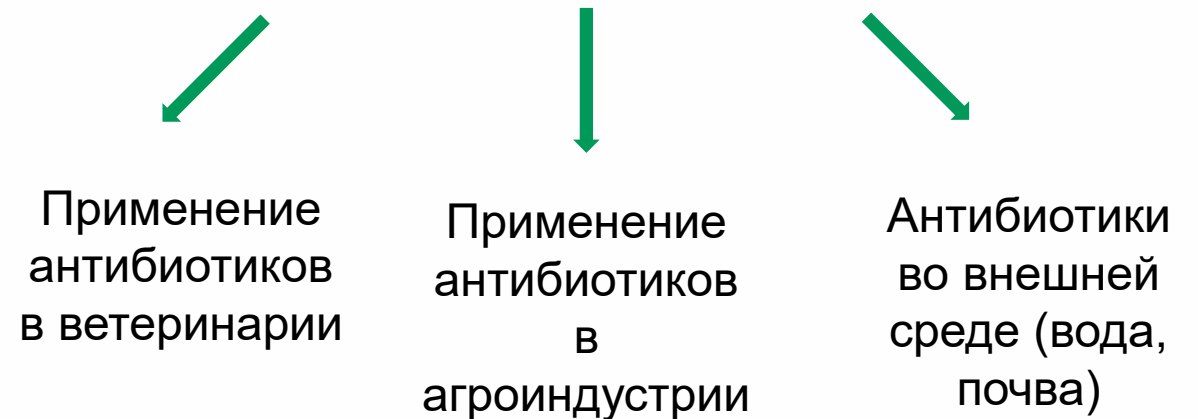 Применение
антибиотиков
в ветеринарии
Применение
антибиотиков
в
агроиндустрии
Антибиотики
во внешней
среде (вода,
почва)